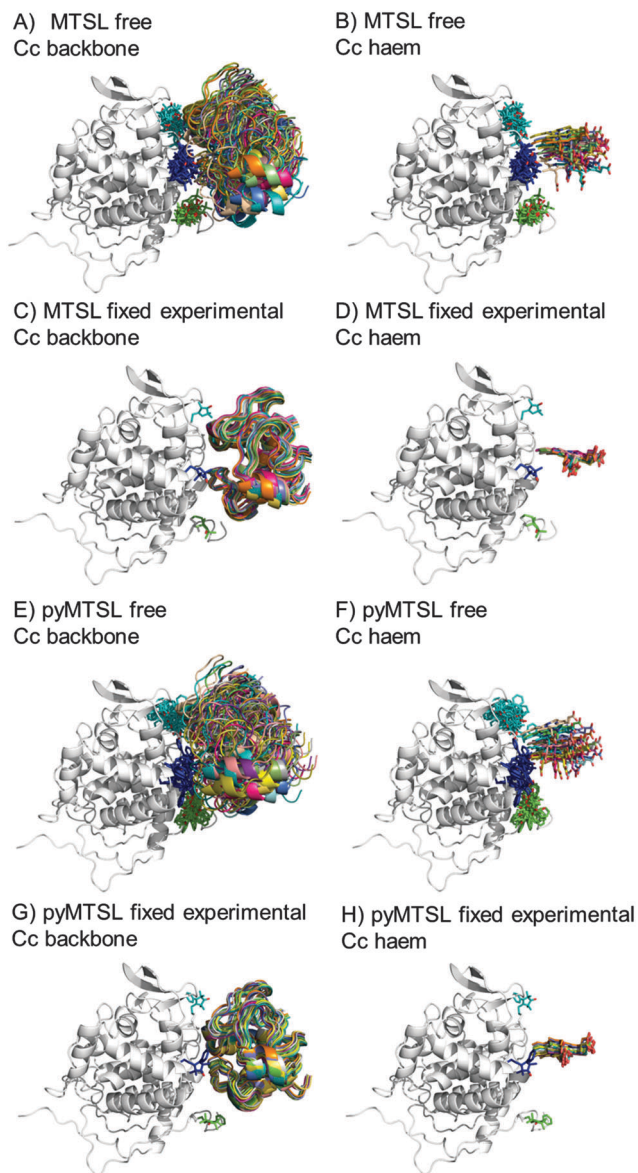 A) MTSL free
Cc backbone
B) MTSL free
Cc haem
C) MTSL fixed experimental
Cc backbone
D) MTSL fixed experimental
Cc haem
E) pyMTSL free
Cc backbone
F) pyMTSL free
Cc haem
G) pyMTSL fixed experimental
Cc backbone
H) pyMTSL fixed experimental
Cc haem